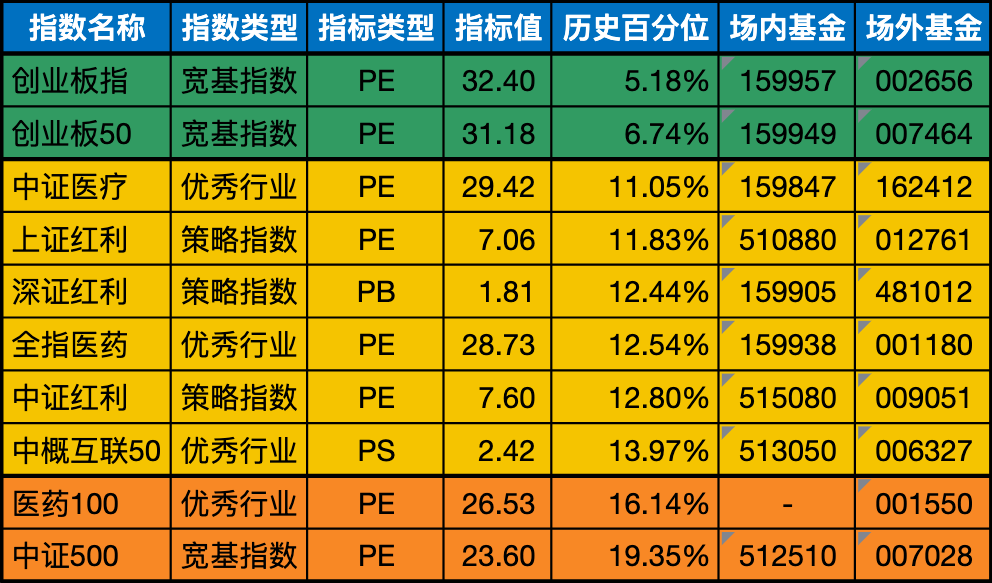 指数名称 指数类型 指标类型 指标值 历史百分位 场内基金 场外基金
创业板指 宽基指数 PE 32.40 5.18% 159957 002656
创业板50 宽基指数 PE 31.18 6.74% 159949 007464
中证医疗 优秀行业 PE 29.42 11.05% 159847 162412
上证红利 策略指数 PE 7.06 11.83% 510880 012761
深证红利 策略指数 PB 1.81 12.44% 159905 481012
全指医药 优秀行业 PE 28.73 12.54% 159938 001180
中证红利 策略指数 PE 7.60 12.80% 515080 009051
中概互联50 优秀行业 PS 2.42 13.97% 513050 006327
医药100 优秀行业 PE 26.53 16.14% - 001550
中证500 宽基指数 PE 23.60 19.35% 512510 007028